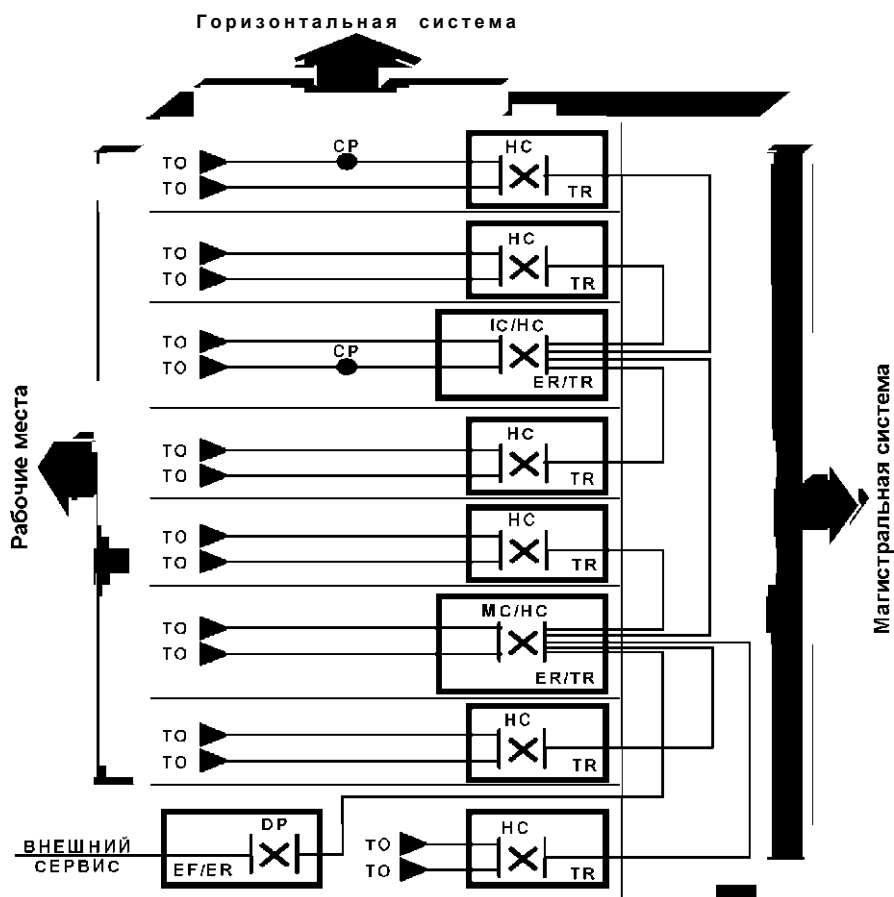 Горизонтальная система
CP
HC
TO
TO
TR
HC
TO
TO
TR
IC/HC
TO
CP
TO
ER/TR
HC
TO
TO
TR
HC
TO
TO
TR
MC/HC
TO
TO
ER/TR
HC
TO
TO
TR
DP
HC
ВНЕШНИЙ
СЕРВИС
EF/ER
TO
TO
TR
Рабочие места
Магистральная система